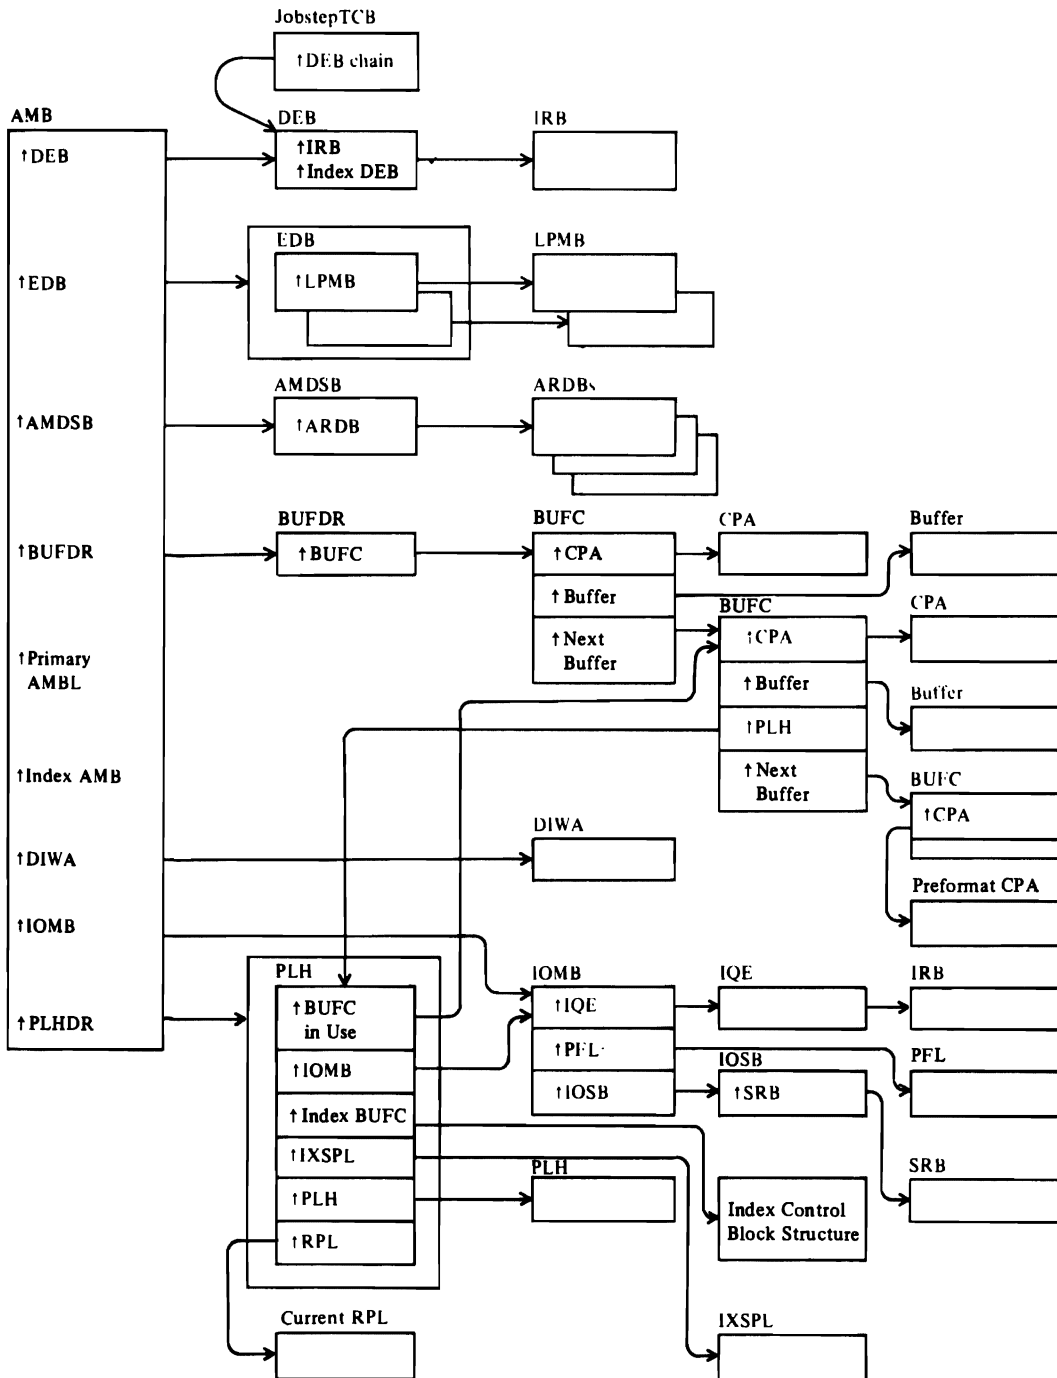 JobstepTCB
↑DEB chain
AMB
DEB
IRB
↑DEB
↑IRB
↑Index DEB
EDB
LPMB
↑EDB
↑LPMB
AMDSB
ARDBs
↑AMDSB
↑ARDB
BUFDR
BUFC
CPA
Buffer
↑BUFDR
↑BUFC
↑CPA
↑Buffer
BUFC
CPA
↑Next
Buffer
↑CPA
↑Primary
AMBL
↑Buffer
Buffer
↑PLH
↑Index AMB
↑Next
Buffer
BUFC
↑CPA
DIWA
↑DIWA
Preformat CPA
↑IOMB
PLH
IOMB
IQE
IRB
↑PLHDR
↑BUFC
in Use
↑IQE
↑PFL
IOSB
PFL
↑IOMB
↑IOSB
↑SRB
↑Index BUFC
↑IXSPL
PLH
SRB
↑PLH
Index Control
Block Structure
↑RPL
Current RPL
IXSPL